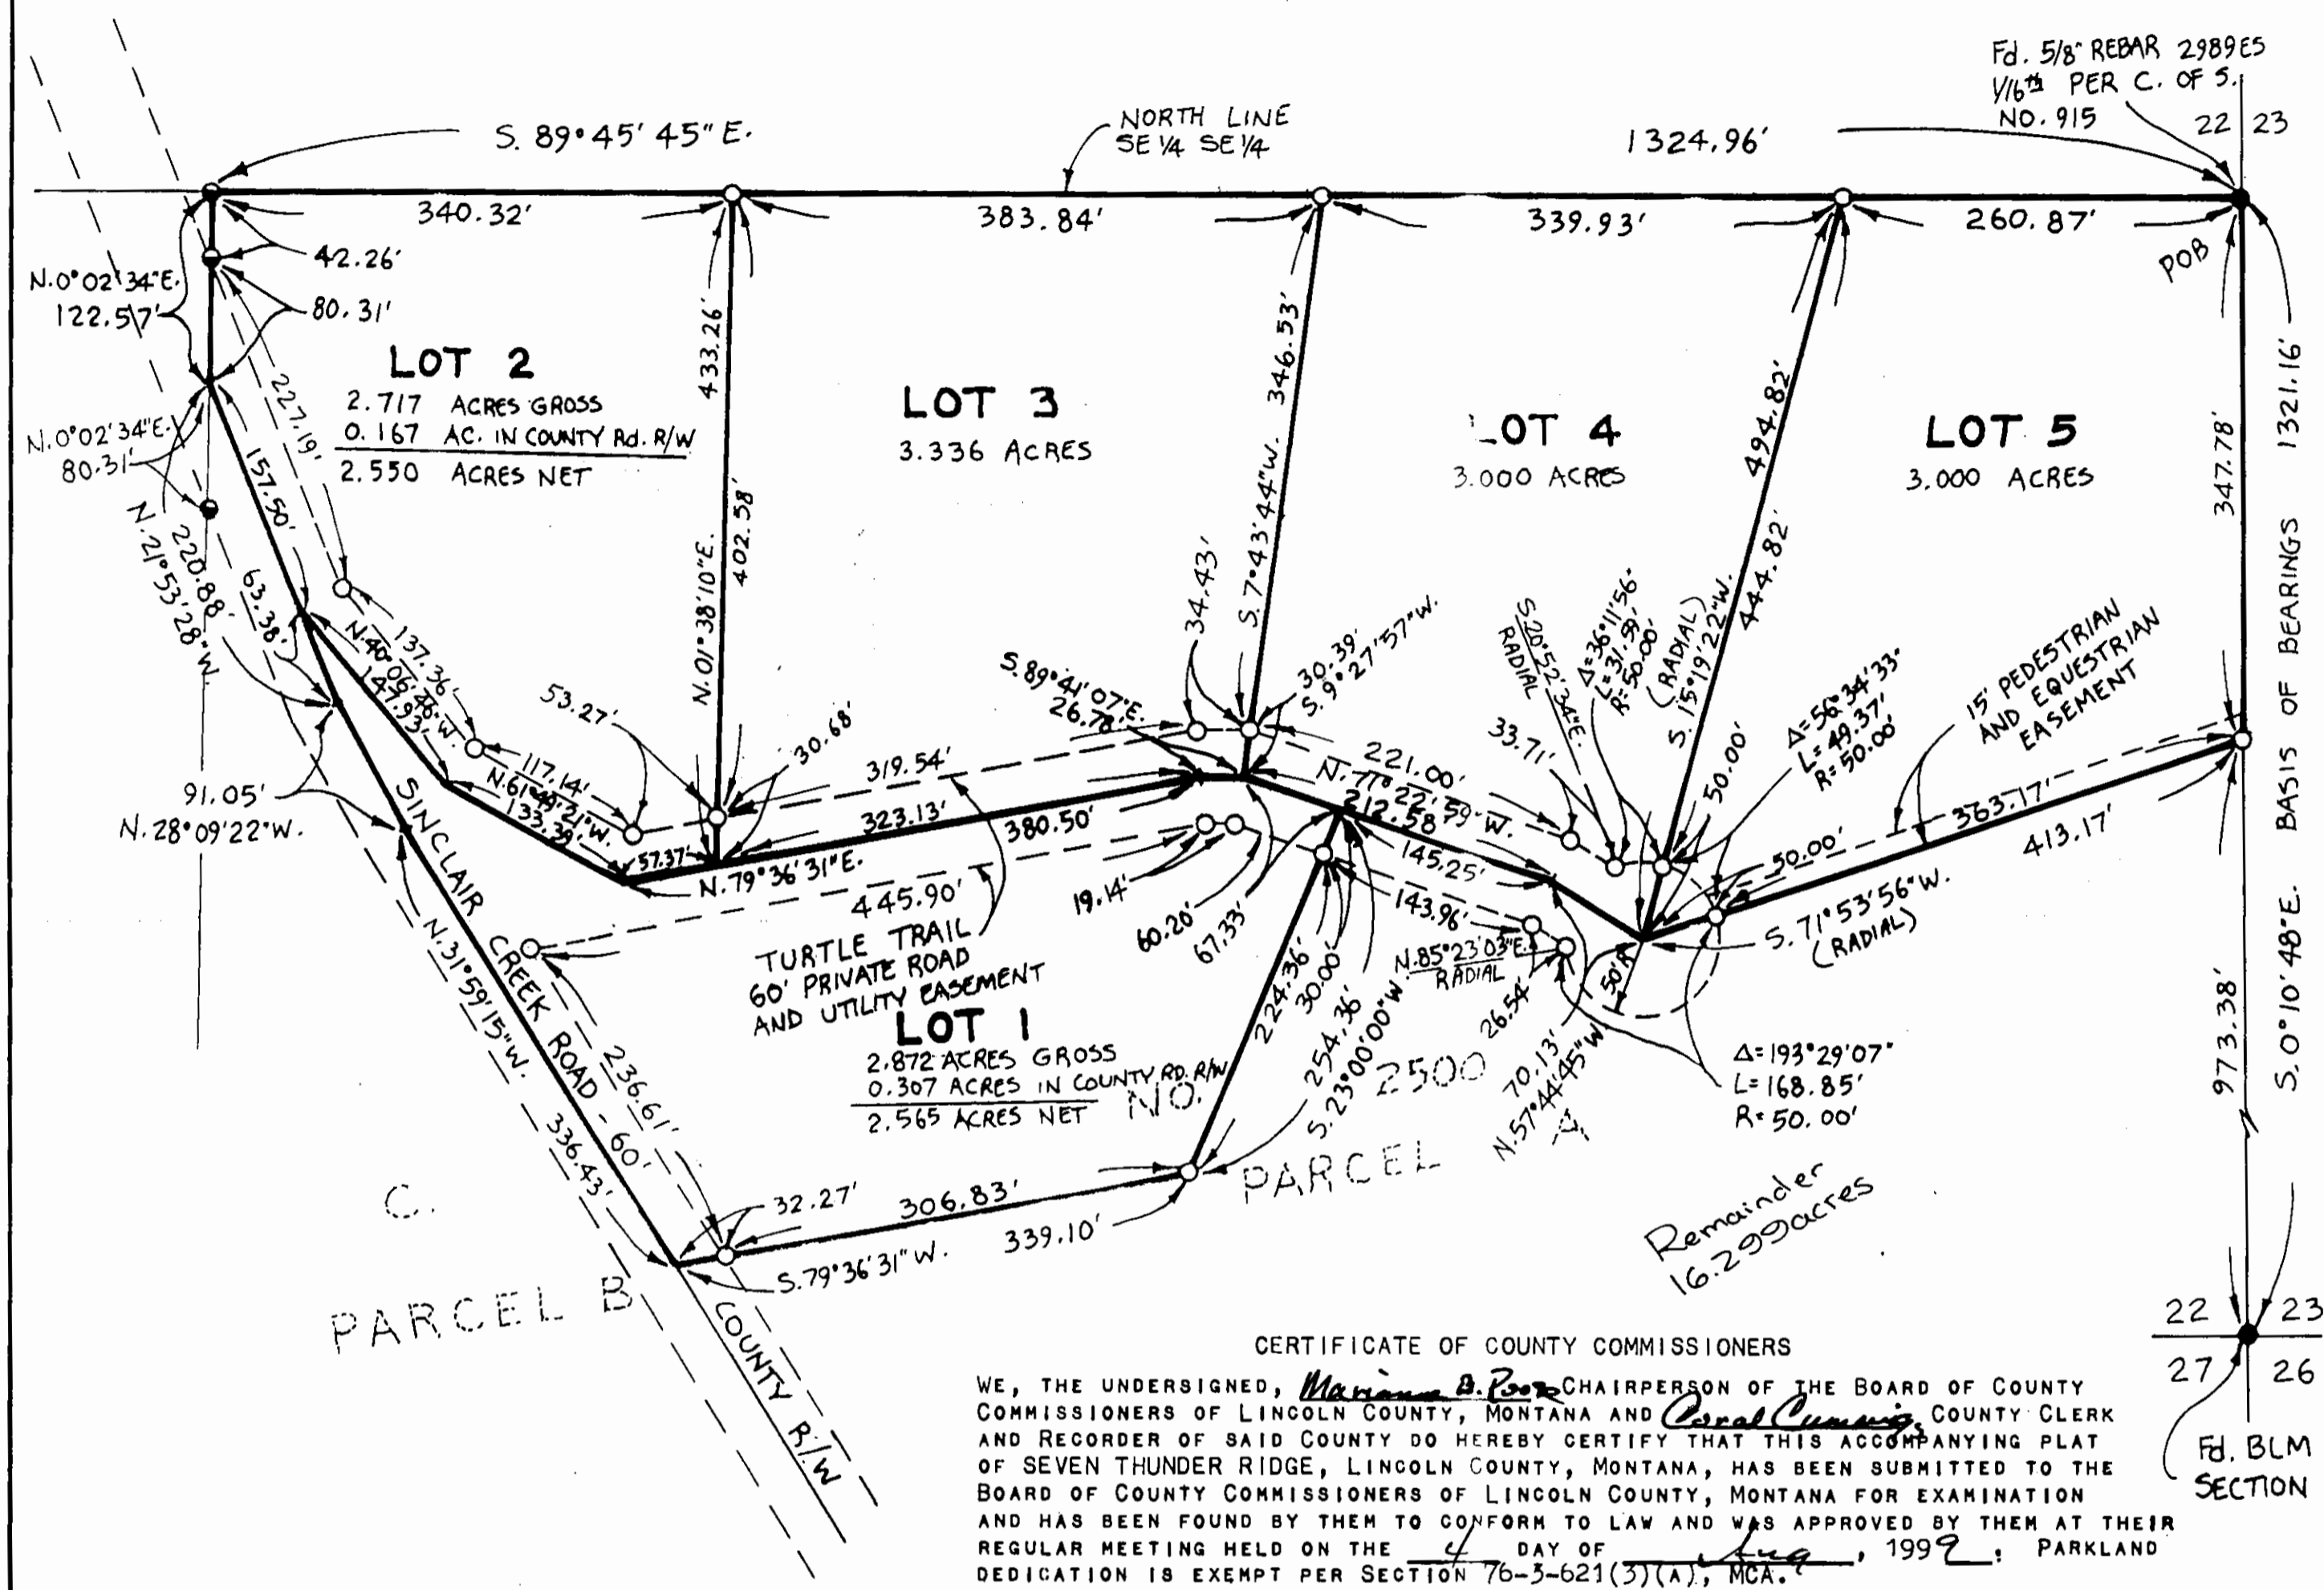 Fd. 5/8" REBAR 2989ES
1/16th PER C. OF S.
NO. 915
22 23
S. 89°45'45"E.
NORTH LINE
SE 1/4 SE 1/4
1324.96'
340.32'
383.84'
339.93'
260.87'
POB
42.26'
N.0°02'34"E.
122.57'
80.31'
LOT 2
2.717 ACRES GROSS
0.167 AC. IN COUNTY Rd. R/W
2.550 ACRES NET
N.0°02'34"E.
80.31'
227.19'
157.50'
N.21°53'28"W.
220.88'
63.38'
433.26'
402.58'
N.01°38'10"E.
LOT 3
3.336 ACRES
346.53'
S.7°43'44"W.
34.43'
LOT 4
3.000 ACRES
494.82'
444.82'
S.15°19'22"W.
(RADIAL)
LOT 5
3.000 ACRES
347.78'
1321.16'
BASIS OF BEARINGS
S.0°10'48"E.
973.38'
137.36'
N.40°06'46"W.
147.93'
117.14'
N.61°49'21"W.
133.39'
53.27'
30.68'
57.37'
319.54'
323.13'
380.50'
N.79°36'31"E.
445.90'
S.89°41'07"E.
26.78'
30.39'
S.9°27'57"W.
221.00'
N.71°22'59"W.
212.58'
145.25'
143.96'
33.71'
S.20°52'34"E.
RADIAL
Δ=36°11'56"
L=31.59'
R=50.00'
50.00'
Δ=56°34'33"
L=49.37'
R=50.00'
15' PEDESTRIAN
AND EQUESTRIAN
EASEMENT
363.17'
413.17'
50.00'
S.71°53'56"W.
(RADIAL)
91.05'
N.28°09'22"W.
SINCLAIR CREEK ROAD - 60'
N.31°59'15"W.
336.43'
236.61'
TURTLE TRAIL
60' PRIVATE ROAD
AND UTILITY EASEMENT
19.14'
60.20'
67.33'
LOT 1
2.872 ACRES GROSS
0.307 ACRES IN COUNTY RD. R/W
2.565 ACRES NET
224.36'
30.00'
254.36'
S.23°00'00"W.
N.85°23'03"E.
RADIAL
26.54'
70.13'
N.57°44'45"W.
50'R
Δ=193°29'07"
L=168.85'
R=50.00'
32.27'
306.83'
339.10'
S.79°36'31"W.
C.
NO.
2500
PARCEL A
PARCEL B
COUNTY R/W
Remainder
16.299 acres
22 23
27 26
Fd. BLM
SECTION
CERTIFICATE OF COUNTY COMMISSIONERS
WE, THE UNDERSIGNED, Marianne B. Roose CHAIRPERSON OF THE BOARD OF COUNTY
COMMISSIONERS OF LINCOLN COUNTY, MONTANA AND Coral Cummings COUNTY CLERK
AND RECORDER OF SAID COUNTY DO HEREBY CERTIFY THAT THIS ACCOMPANYING PLAT
OF SEVEN THUNDER RIDGE, LINCOLN COUNTY, MONTANA, HAS BEEN SUBMITTED TO THE
BOARD OF COUNTY COMMISSIONERS OF LINCOLN COUNTY, MONTANA FOR EXAMINATION
AND HAS BEEN FOUND BY THEM TO CONFORM TO LAW AND WAS APPROVED BY THEM AT THEIR
REGULAR MEETING HELD ON THE 4 DAY OF Aug, 1999; PARKLAND
DEDICATION IS EXEMPT PER SECTION 76-3-621(3)(A), MCA.